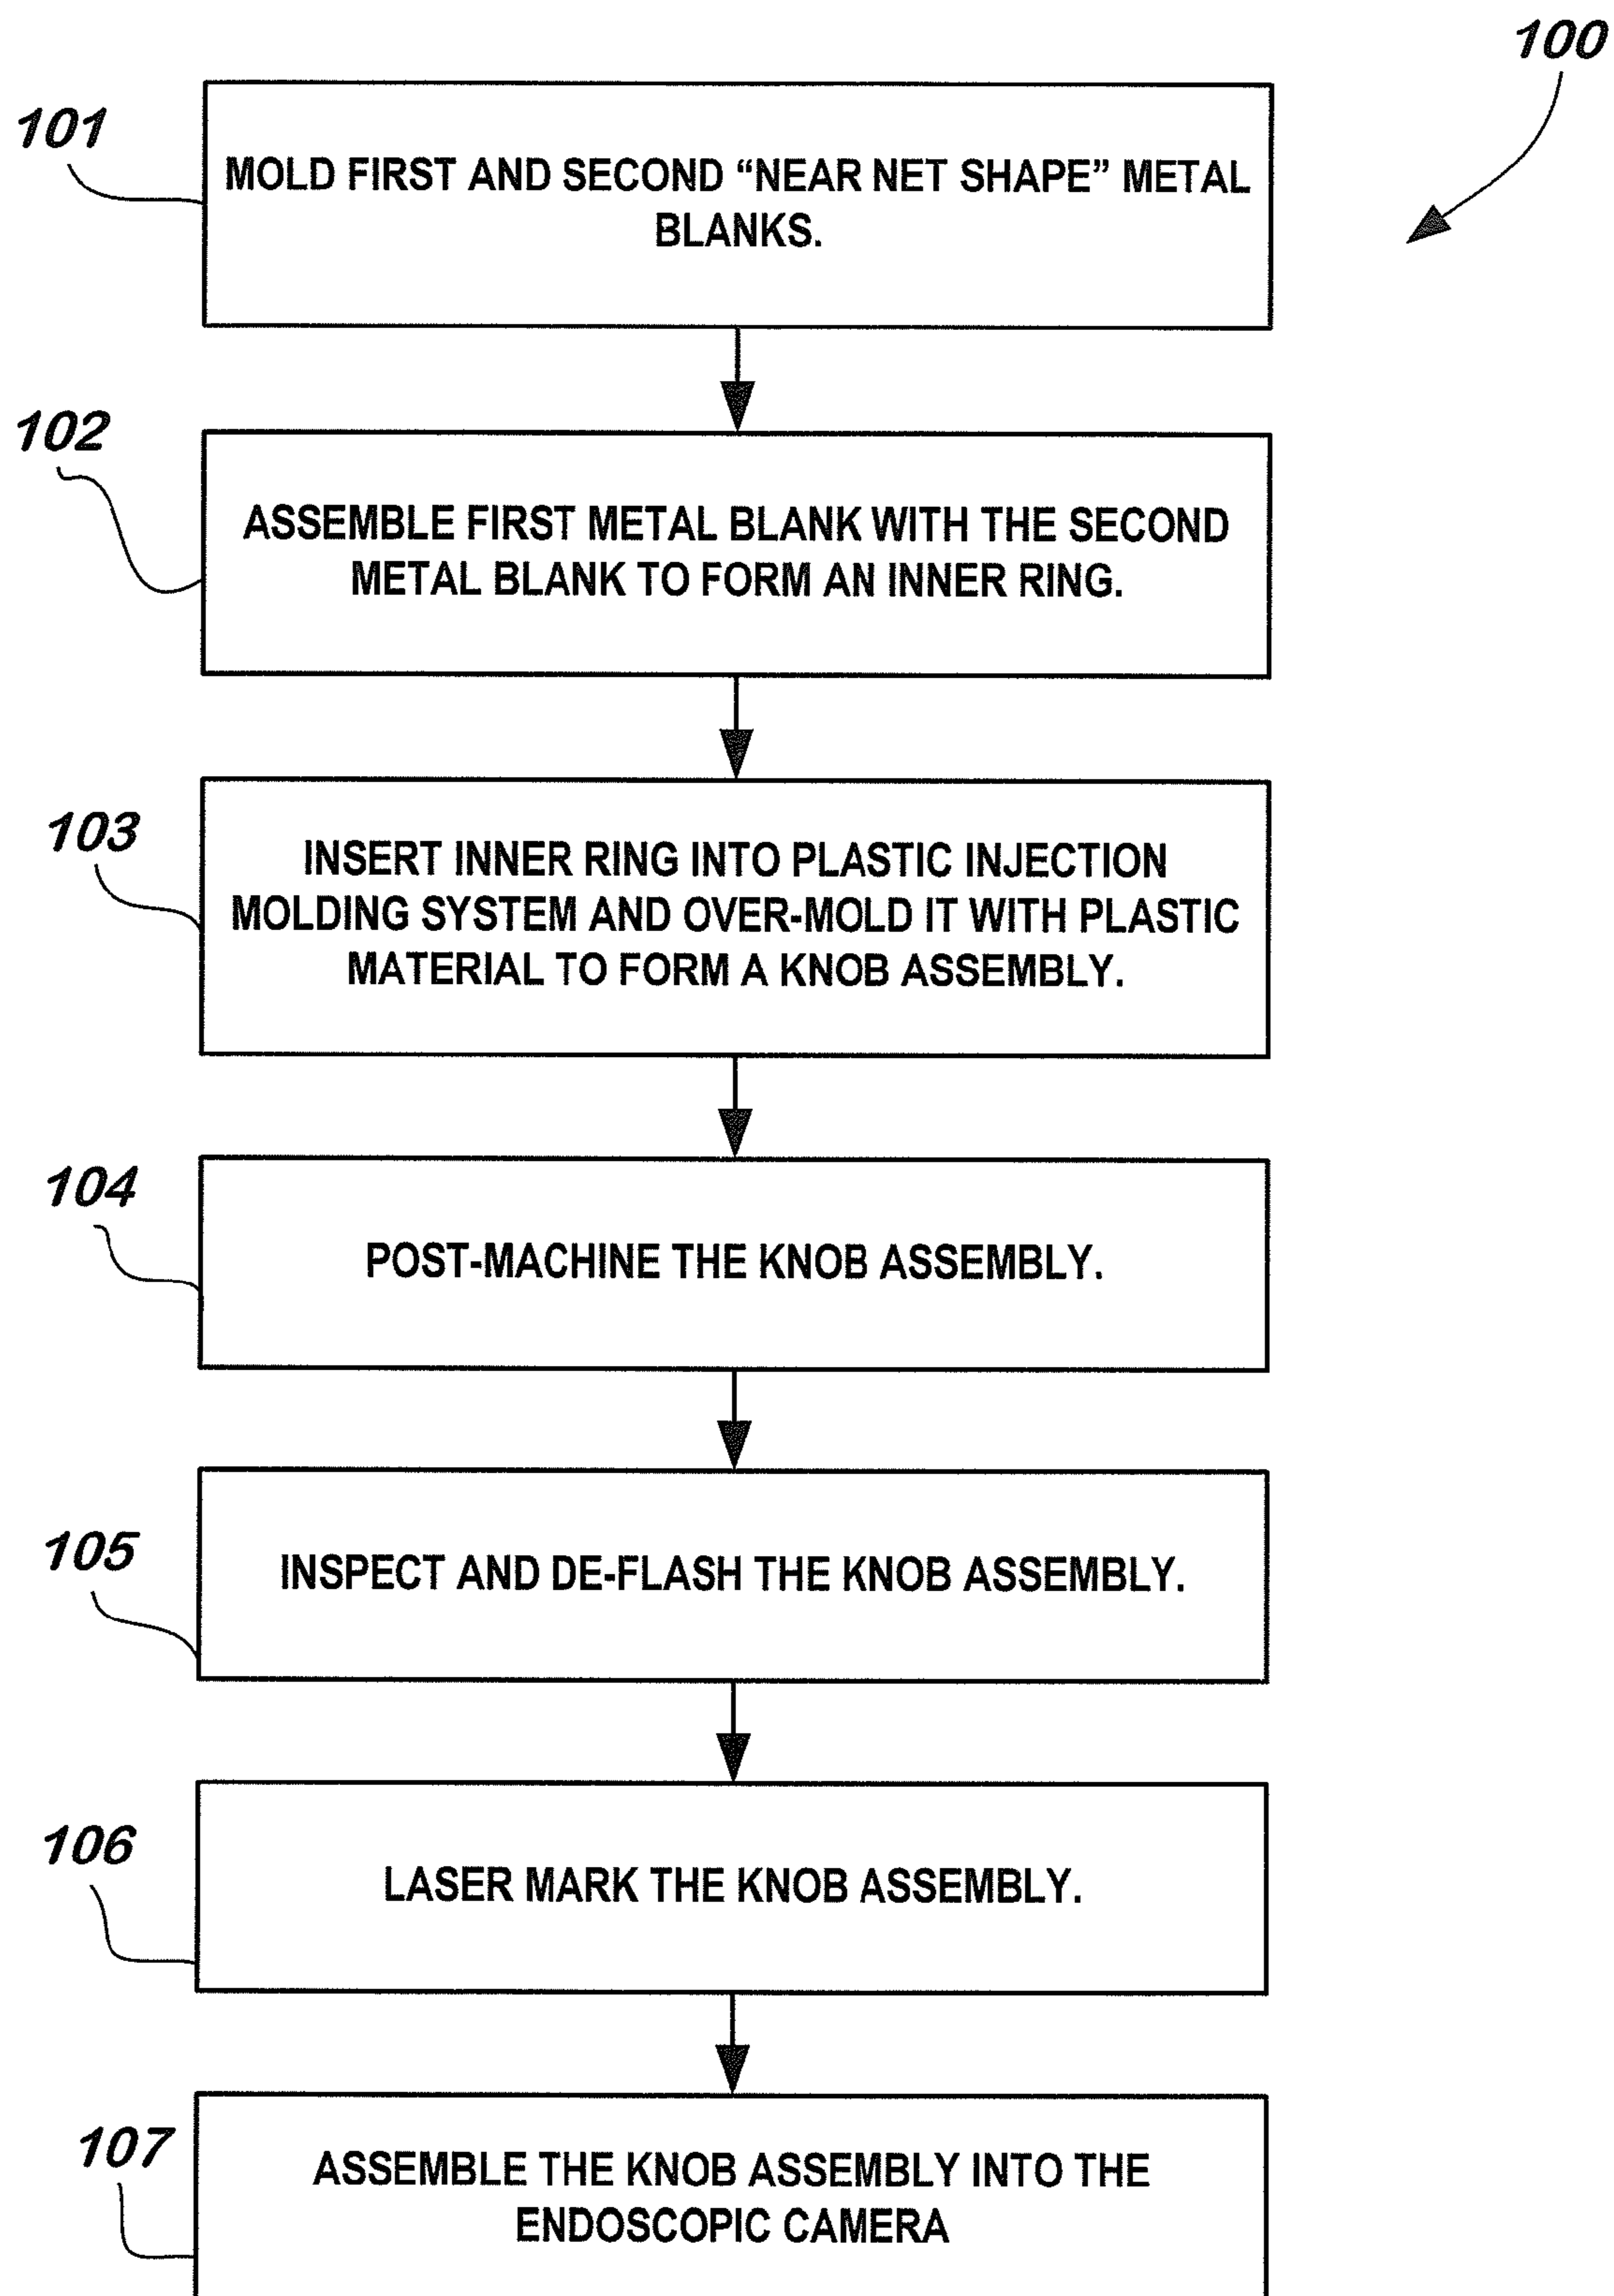 100
101
MOLD FIRST AND SECOND “NEAR NET SHAPE” METAL
BLANKS.
102
ASSEMBLE FIRST METAL BLANK WITH THE SECOND
METAL BLANK TO FORM AN INNER RING.
103
INSERT INNER RING INTO PLASTIC INJECTION
MOLDING SYSTEM AND OVER-MOLD IT WITH PLASTIC
MATERIAL TO FORM A KNOB ASSEMBLY.
104
POST-MACHINE THE KNOB ASSEMBLY.
105
INSPECT AND DE-FLASH THE KNOB ASSEMBLY.
106
LASER MARK THE KNOB ASSEMBLY.
107
ASSEMBLE THE KNOB ASSEMBLY INTO THE
ENDOSCOPIC CAMERA